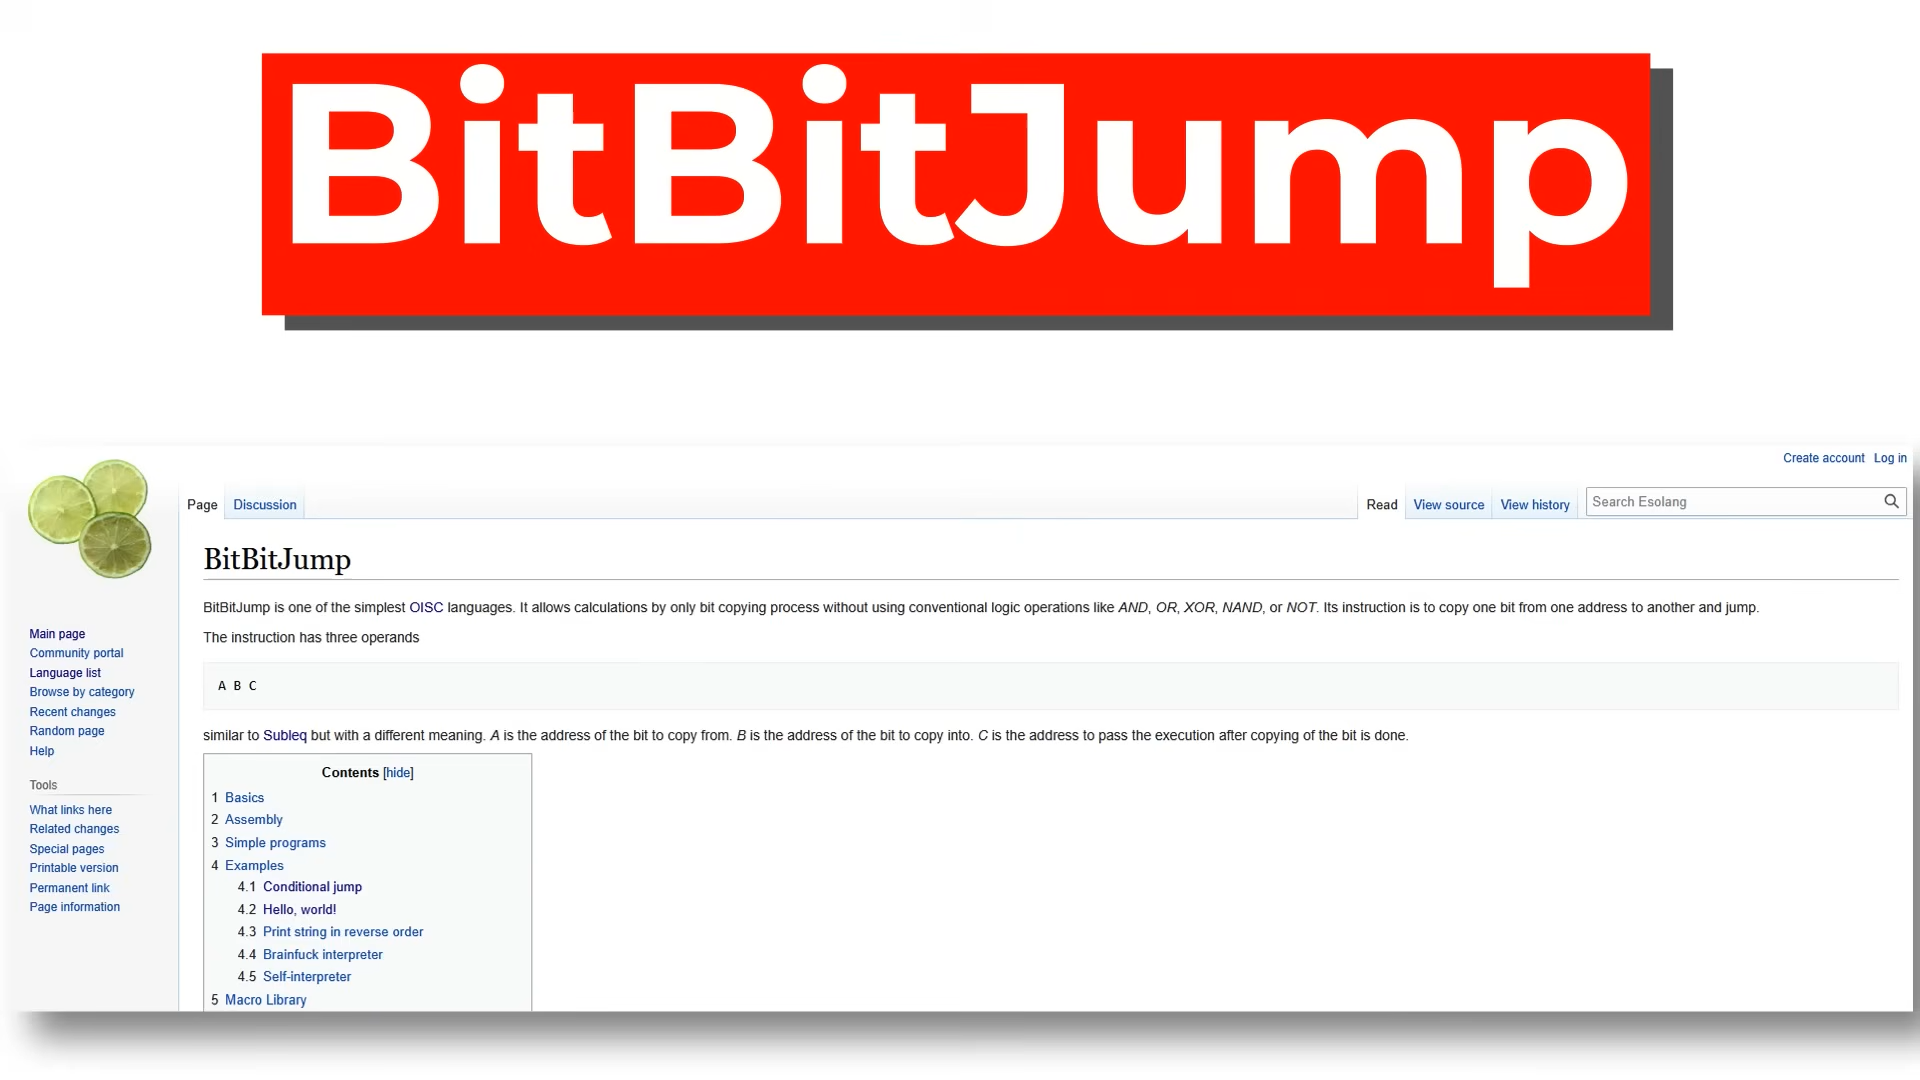 BitBitJump
Create account Log in
Page Discussion Read View source View history Search Esolang
BitBitJump
BitBitJump is one of the simplest OISC languages. It allows calculations by only bit copying process without using conventional logic operations like AND, OR, XOR, NAND, or NOT. Its instruction is to copy one bit from one address to another and jump.
The instruction has three operands
A B C
similar to Subleq but with a different meaning. A is the address of the bit to copy from. B is the address of the bit to copy into. C is the address to pass the execution after copying of the bit is done.
Contents [hide]
1 Basics
2 Assembly
3 Simple programs
4 Examples
4.1 Conditional jump
4.2 Hello, world!
4.3 Print string in reverse order
4.4 Brainfuck interpreter
4.5 Self-interpreter
5 Macro Library
Main page
Community portal
Language list
Browse by category
Recent changes
Random page
Help
Tools
What links here
Related changes
Special pages
Printable version
Permanent link
Page information